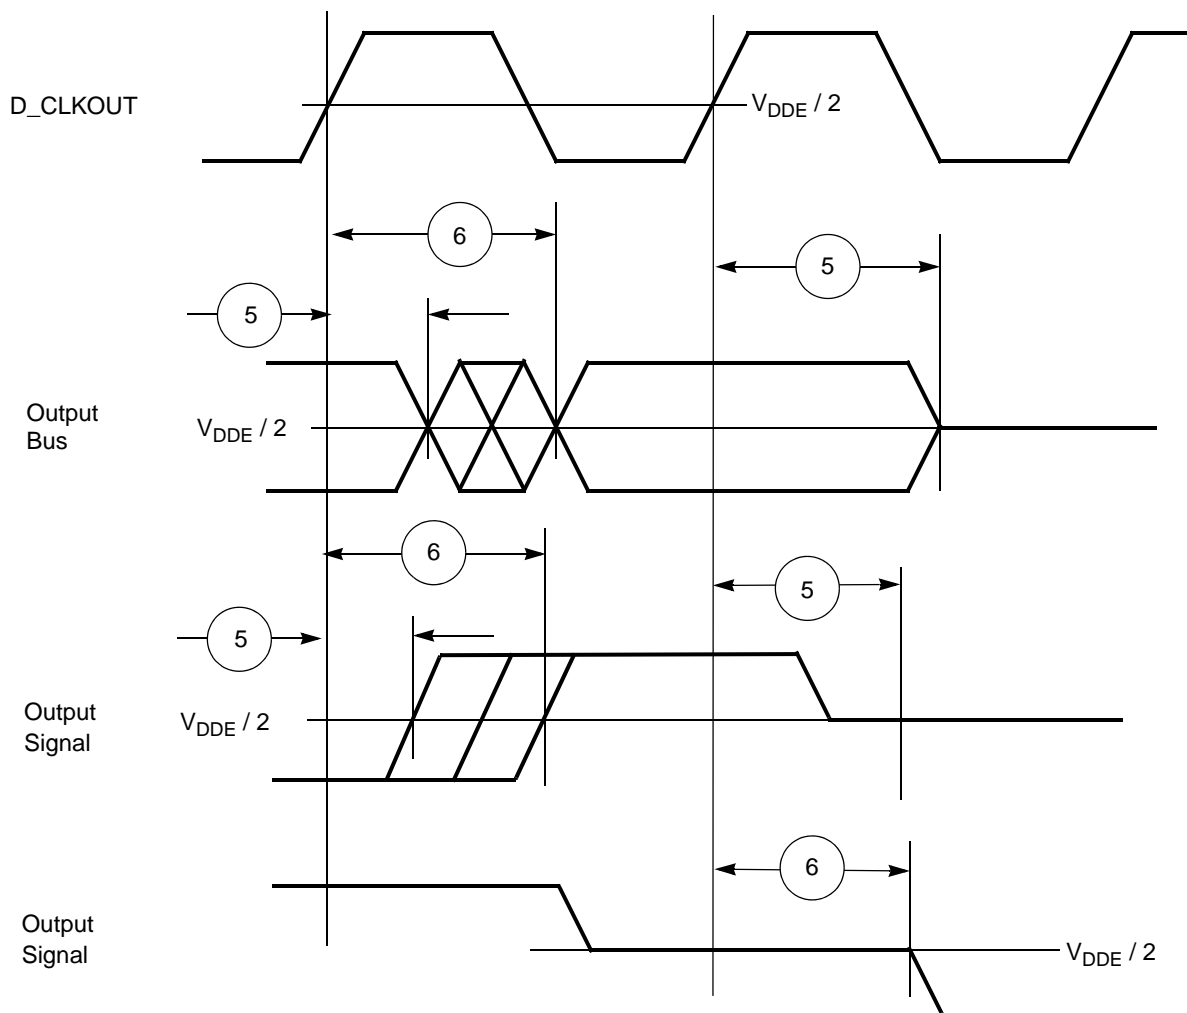 D_CLKOUT
VDDE / 2
6
5
5
Output
Bus
VDDE / 2
6
5
5
Output
Signal
VDDE / 2
6
Output
Signal
VDDE / 2